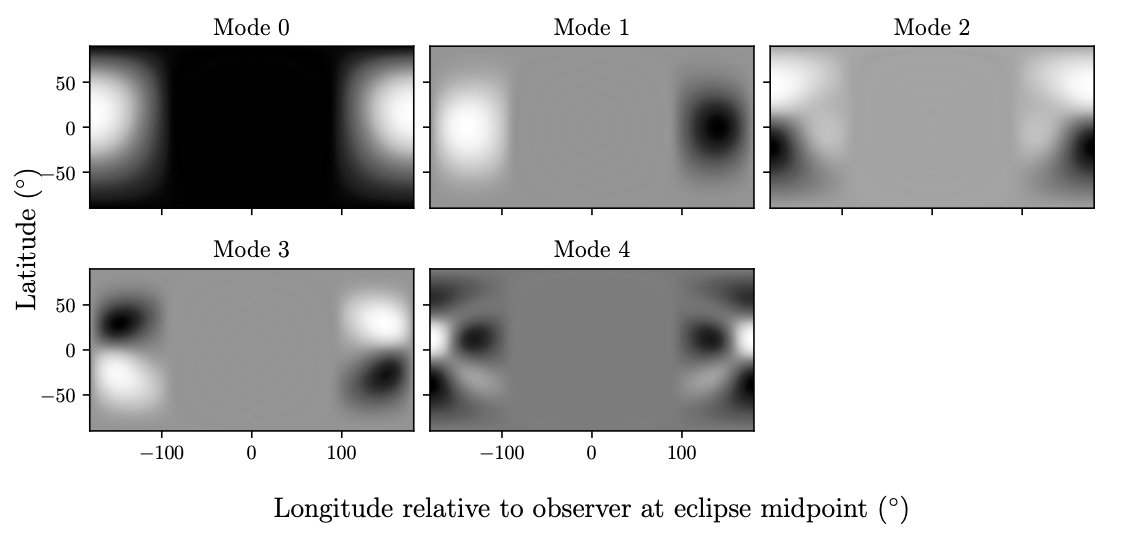 Mode 0
Mode 1
Mode 2
50
0
−50
Mode 3
Mode 4
50
0
−50
−100
0
100
−100
0
100
Latitude (°)
Longitude relative to observer at eclipse midpoint (°)